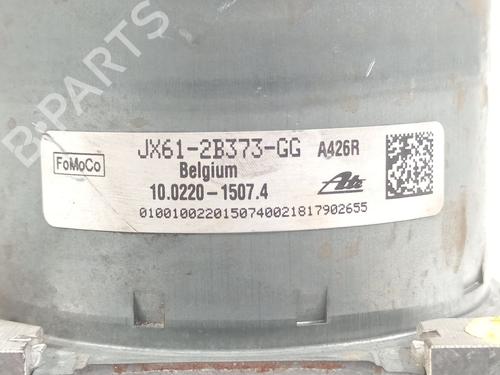 B-PARTS
FoMoCo
JX61-2B373-GG A426R
Belgium
10.0220-1507.4 Ate
0100100220150740021817902655